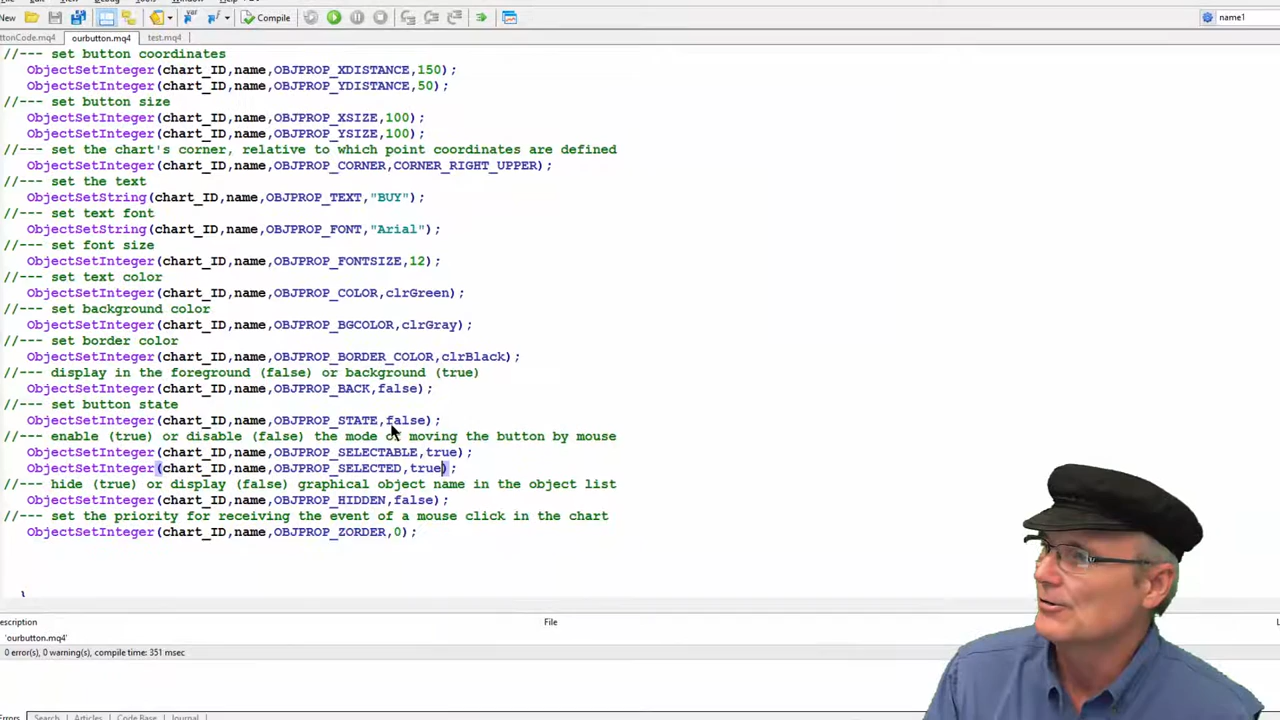 New
Compile
name1
ttonCode.mq4 ourbutton.mq4 test.mq4
//--- set button coordinates
ObjectSetInteger(chart_ID,name,OBJPROP_XDISTANCE,150);
ObjectSetInteger(chart_ID,name,OBJPROP_YDISTANCE,50);
//--- set button size
ObjectSetInteger(chart_ID,name,OBJPROP_XSIZE,100);
ObjectSetInteger(chart_ID,name,OBJPROP_YSIZE,100);
//--- set the chart's corner, relative to which point coordinates are defined
ObjectSetInteger(chart_ID,name,OBJPROP_CORNER,CORNER_RIGHT_UPPER);
//--- set the text
ObjectSetString(chart_ID,name,OBJPROP_TEXT,"BUY");
//--- set text font
ObjectSetString(chart_ID,name,OBJPROP_FONT,"Arial");
//--- set font size
ObjectSetInteger(chart_ID,name,OBJPROP_FONTSIZE,12);
//--- set text color
ObjectSetInteger(chart_ID,name,OBJPROP_COLOR,clrGreen);
//--- set background color
ObjectSetInteger(chart_ID,name,OBJPROP_BGCOLOR,clrGray);
//--- set border color
ObjectSetInteger(chart_ID,name,OBJPROP_BORDER_COLOR,clrBlack);
//--- display in the foreground (false) or background (true)
ObjectSetInteger(chart_ID,name,OBJPROP_BACK,false);
//--- set button state
ObjectSetInteger(chart_ID,name,OBJPROP_STATE,false);
//--- enable (true) or disable (false) the mode of moving the button by mouse
ObjectSetInteger(chart_ID,name,OBJPROP_SELECTABLE,true);
ObjectSetInteger(chart_ID,name,OBJPROP_SELECTED,true);
//--- hide (true) or display (false) graphical object name in the object list
ObjectSetInteger(chart_ID,name,OBJPROP_HIDDEN,false);
//--- set the priority for receiving the event of a mouse click in the chart
ObjectSetInteger(chart_ID,name,OBJPROP_ZORDER,0);
}
escription File
'ourbutton.mq4'
0 error(s), 0 warning(s), compile time: 351 msec
Errors Search Articles Code Base Journal